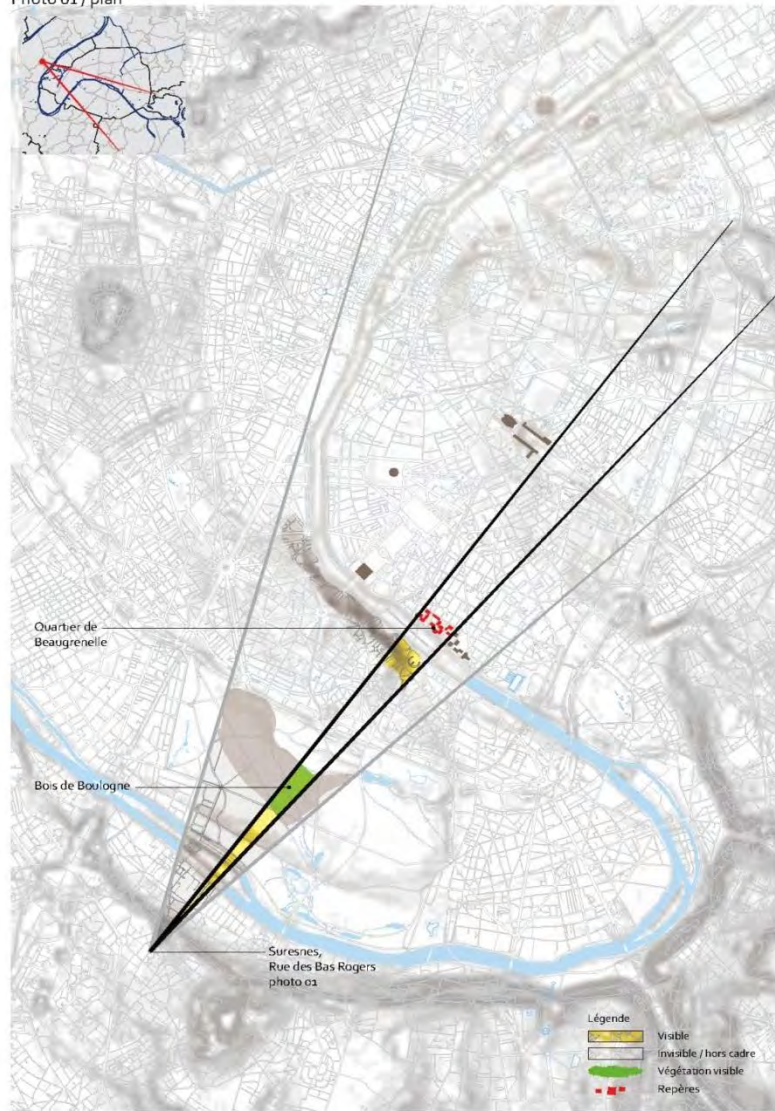 Photo 01 / plan
Quartier de
Beaugrenelle
Bois de Boulogne
Suresnes,
Rue des Bas Rogers
photo 01
Légende
Visible
Invisible / hors cadre
Végétation visible
Repères